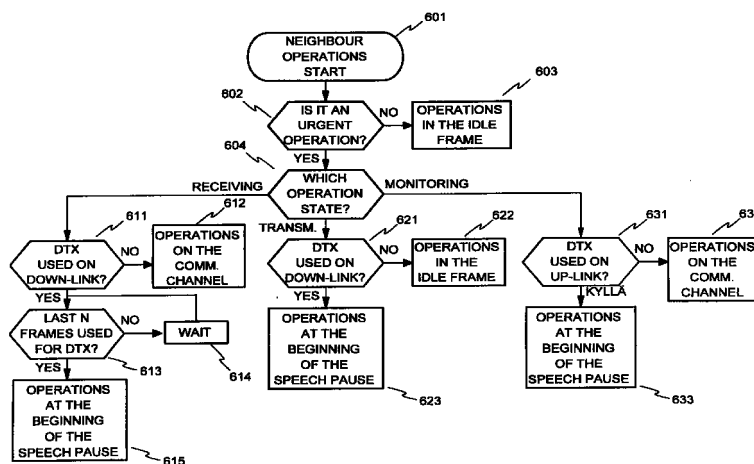 601
NEIGHBOUR
OPERATIONS
START
602
IS IT AN
URGENT
OPERATION?
NO
603
OPERATIONS
IN THE IDLE
FRAME
604
YES
WHICH
OPERATION
STATE?
RECEIVING
MONITORING
TRANSM.
611
DTX
USED ON
DOWN-LINK?
NO
612
OPERATIONS
ON THE
COMM.
CHANNEL
621
DTX
USED ON
DOWN-LINK?
NO
622
OPERATIONS
IN THE
IDLE FRAME
631
DTX
USED ON
UP-LINK?
NO
OPERATIONS
ON THE
COMM.
CHANNEL
YES
LAST N
FRAMES USED
FOR DTX?
NO
WAIT
613
614
YES
OPERATIONS
AT THE
BEGINNING
OF THE
SPEECH PAUSE
615
YES
OPERATIONS
AT THE
BEGINNING
OF THE
SPEECH PAUSE
623
KYLLÄ
OPERATIONS
AT THE
BEGINNING
OF THE
SPEECH PAUSE
633